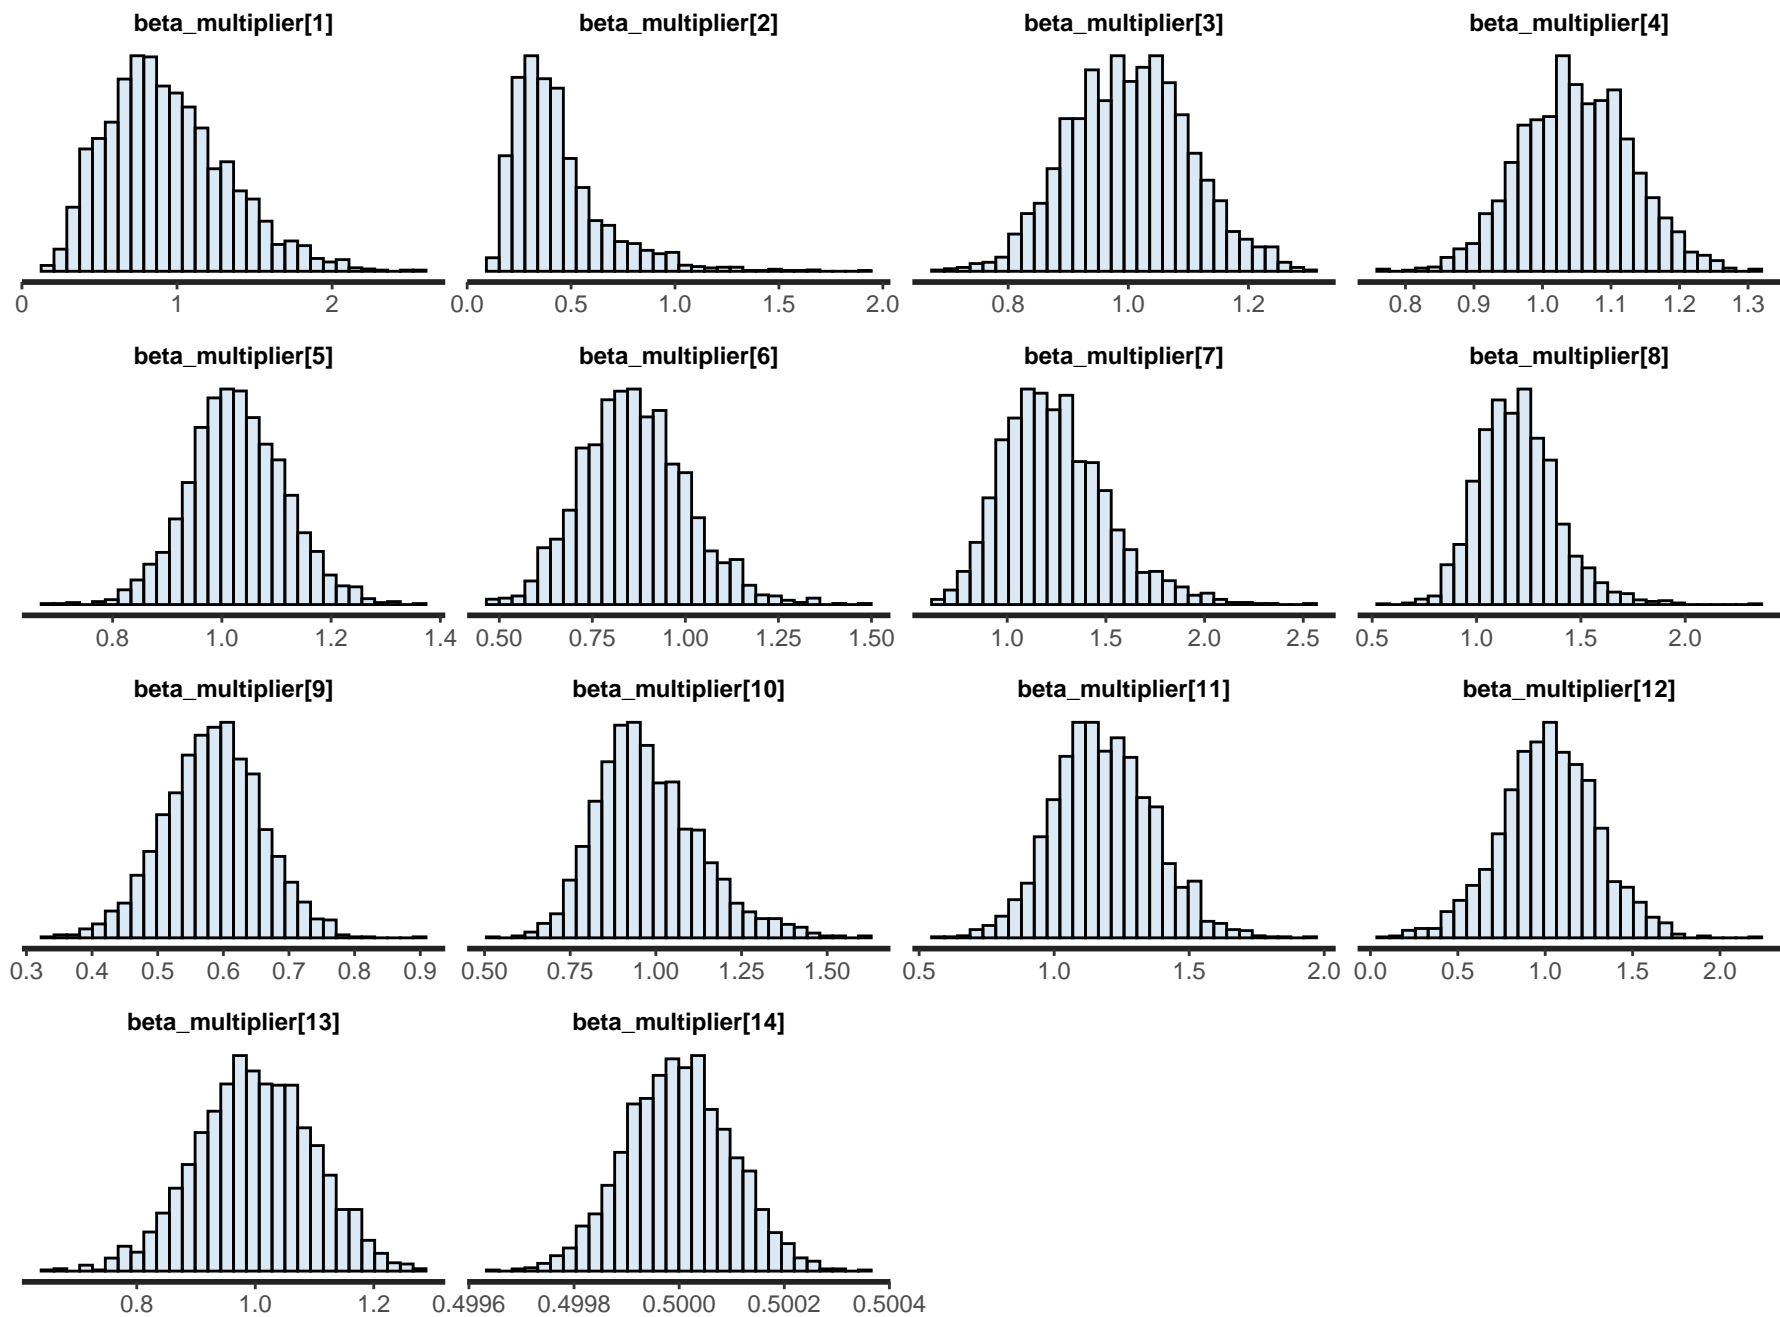 beta_multiplier[1] beta_multiplier[2] beta_multiplier[3] beta_multiplier[4]
0 1 2 0.0 0.5 1.0 1.5 2.0 0.8 1.0 1.2 0.8 0.9 1.0 1.1 1.2 1.3
beta_multiplier[5] beta_multiplier[6] beta_multiplier[7] beta_multiplier[8]
0.8 1.0 1.2 1.4 0.50 0.75 1.00 1.25 1.50 1.0 1.5 2.0 2.5 0.5 1.0 1.5 2.0
beta_multiplier[9] beta_multiplier[10] beta_multiplier[11] beta_multiplier[12]
0.3 0.4 0.5 0.6 0.7 0.8 0.9 0.50 0.75 1.00 1.25 1.50 0.5 1.0 1.5 2.0 0.0 0.5 1.0 1.5 2.0
beta_multiplier[13] beta_multiplier[14]
0.8 1.0 1.2 0.4996 0.4998 0.5000 0.5002 0.5004